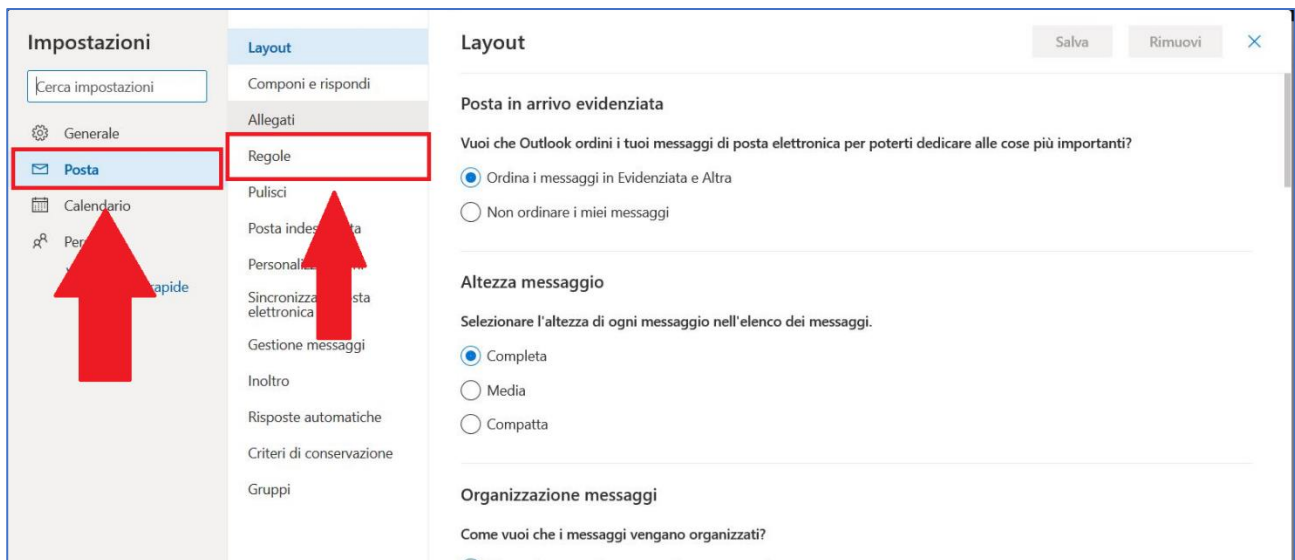 Impostazioni
Cerca impostazioni
Generale
Posta
Calendario
rapide
Layout
Componi e rispondi
Allegati
Regole
Pulisci
Posta
Gestione messaggi
elettronica
Inoltro
Risposte automatiche
Criteri di conservazione
Gruppi
Layout
Salva
Rimuovi
Posta in arrivo evidenziata
Vuoi che Outlook ordini i tuoi messaggi di posta elettronica per poterti dedicare alle cose più importanti?
Ordina i messaggi in Evidenziata e Altra
Non ordinare i miei messaggi
Altezza messaggio
Selezionare l'altezza di ogni messaggio nell'elenco dei messaggi.
Completa
Media
Compatta
Organizzazione messaggi
Come vuoi che i messaggi vengano organizzati?